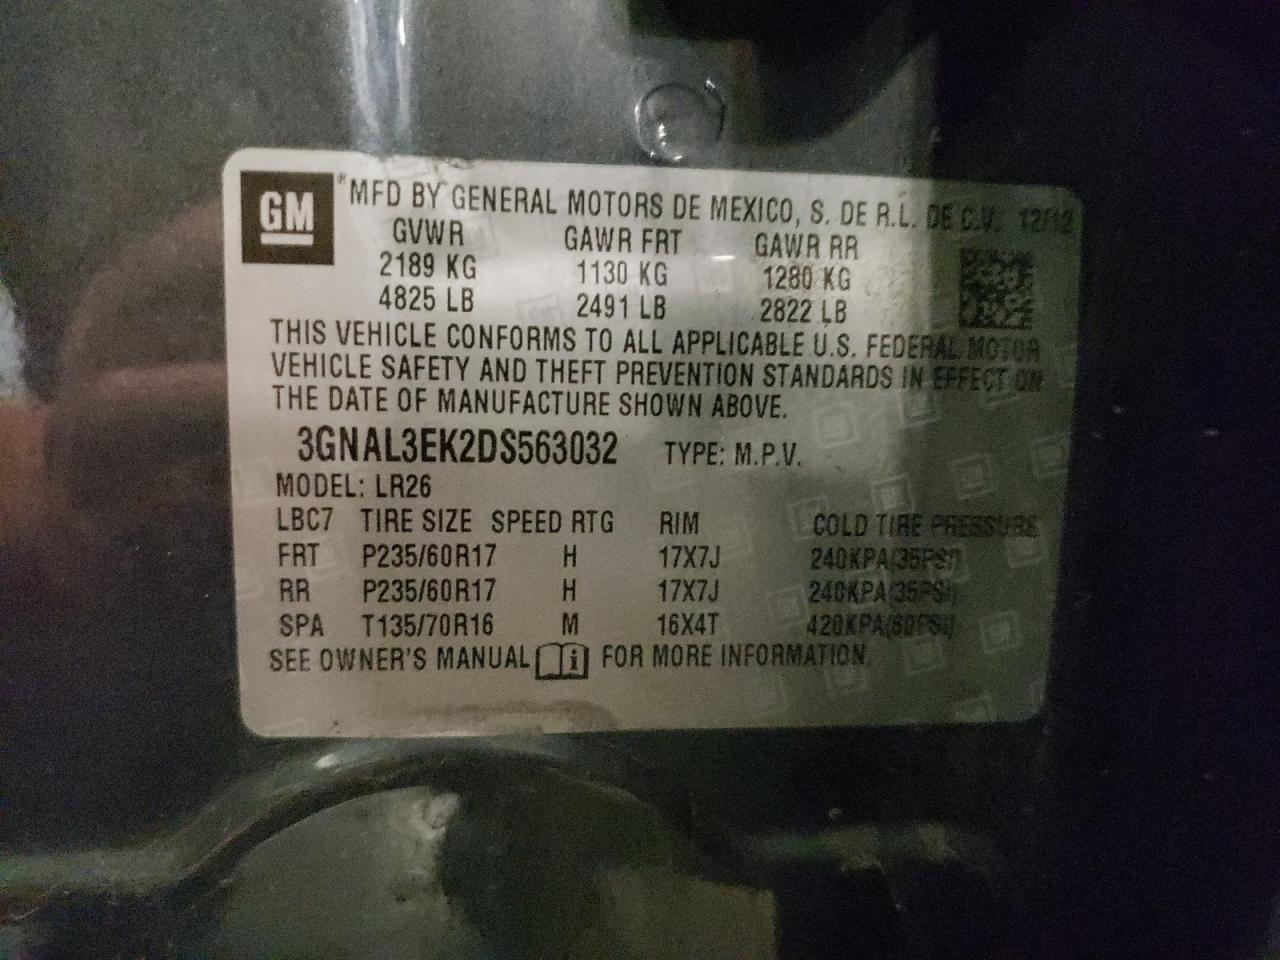 GM ® MFD BY GENERAL MOTORS DE MEXICO, S. DE R.L. DE C.V. 12/12
GVWR GAWR FRT GAWR RR
2189 KG 1130 KG 1280 KG
4825 LB 2491 LB 2822 LB
THIS VEHICLE CONFORMS TO ALL APPLICABLE U.S. FEDERAL MOTOR
VEHICLE SAFETY AND THEFT PREVENTION STANDARDS IN EFFECT ON
THE DATE OF MANUFACTURE SHOWN ABOVE.
3GNAL3EK2DS563032 TYPE: M.P.V.
MODEL: LR26
LBC7 TIRE SIZE SPEED RTG RIM COLD TIRE PRESSURE
FRT P235/60R17 H 17X7J 240KPA(35PSI)
RR P235/60R17 H 17X7J 240KPA(35PSI)
SPA T135/70R16 M 16X4T 420KPA(60PSI)
SEE OWNER'S MANUAL i FOR MORE INFORMATION.